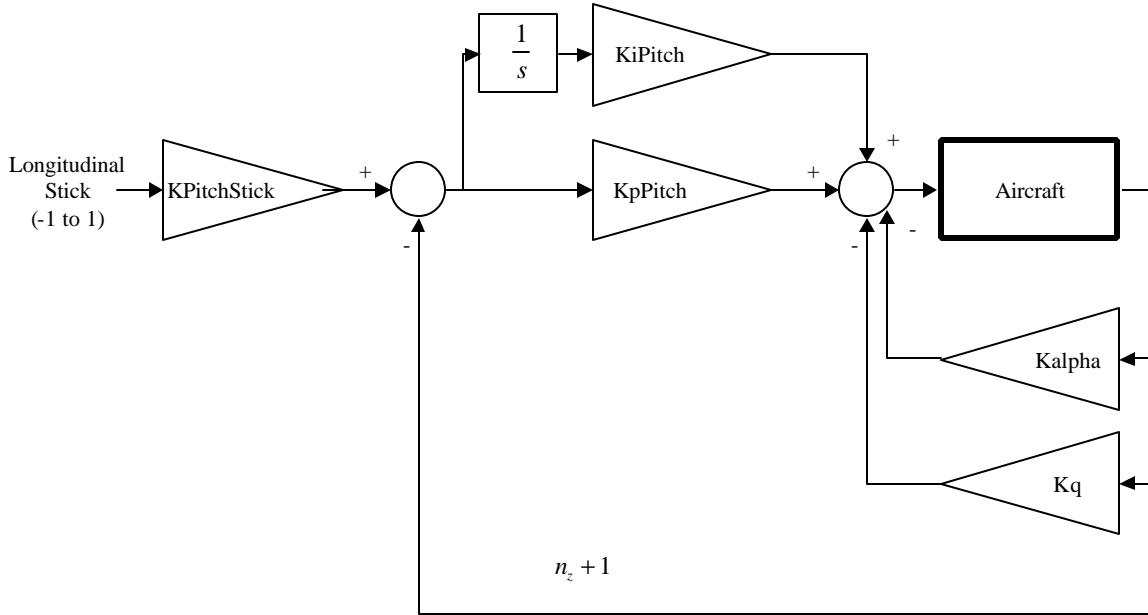 1
s
KiPitch
Longitudinal
Stick
(-1 to 1)
KPitchStick
+
-
KpPitch
+
+
-
-
Aircraft
Kalpha
Kq
n_z + 1